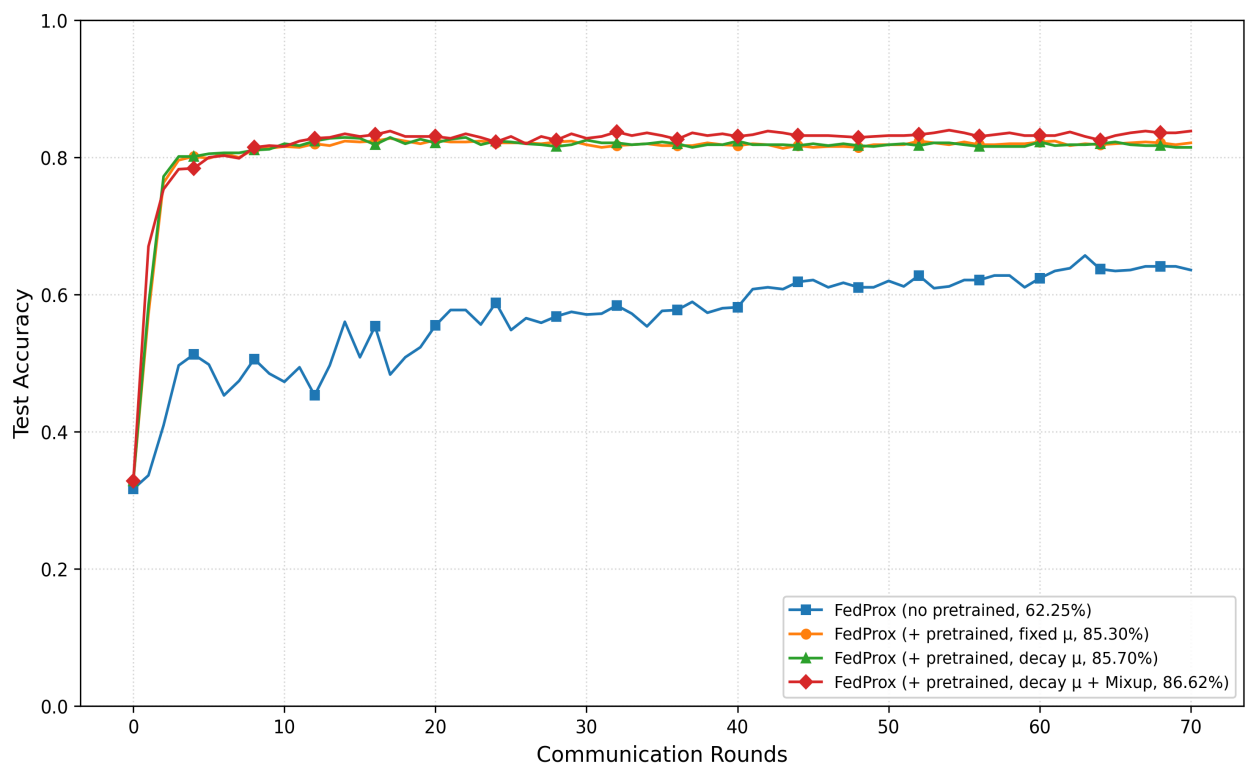 1.0
0.8
0.6
0.4
0.2
0.0
Test Accuracy
FedProx (no pretrained, 62.25%)
FedProx (+ pretrained, fixed μ, 85.30%)
FedProx (+ pretrained, decay μ, 85.70%)
FedProx (+ pretrained, decay μ + Mixup, 86.62%)
0 10 20 30 40 50 60 70
Communication Rounds